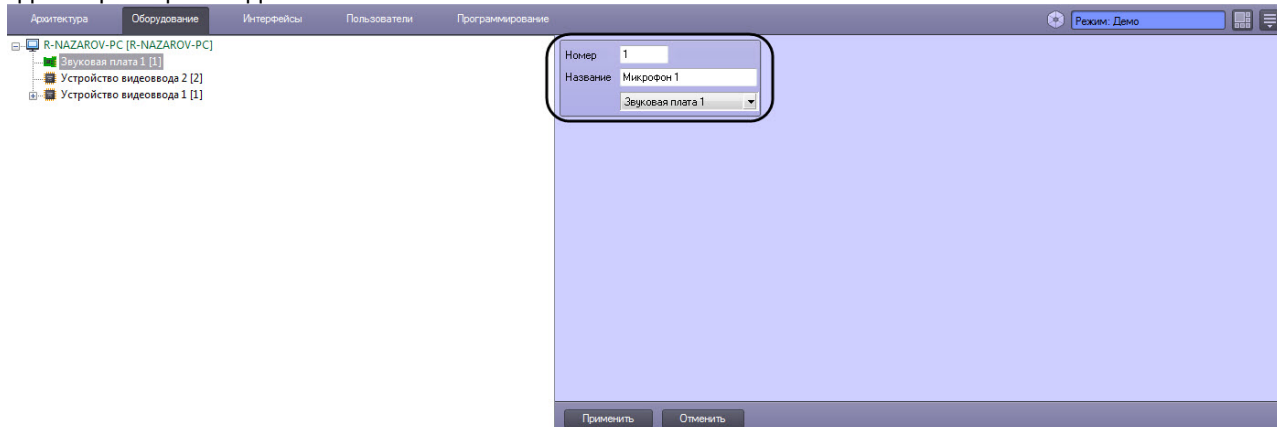 Архитектура Оборудование Интерфейсы Пользователи Программирование Режим: Демо
R-NAZAROV-PC [R-NAZAROV-PC]
Звуковая плата 1 [1]
Устройство видеоввода 2 [2]
Устройство видеоввода 1 [1]
Номер 1
Название Микрофон 1
Звуковая плата 1
Применить Отменить